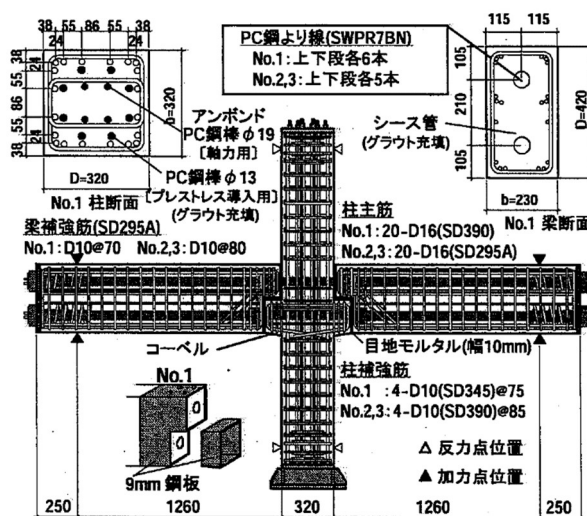 38 55 86 55 38
24 24
38
24
55
86
55
24
38
b=320
D=320
アンボンド
PC鋼棒φ19
[軸力用]
PC鋼棒φ13
[プレストレス導入用]
(グラウト充填)
No.1 柱断面
PC鋼より線(SWPR7BN)
No.1:上下段各6本
No.2,3:上下段各5本
115 115
105
210
105
D=420
シース管
(グラウト充填)
b=230
No.1 梁断面
梁補強筋(SD295A)
No.1:D10@70 No.2,3:D10@80
柱主筋
No.1:20-D16(SD390)
No.2,3:20-D16(SD295A)
コーベル
目地モルタル(幅10mm)
No.1
9mm 鋼板
柱補強筋
No.1 :4-D10(SD345)@75
No.2,3:4-D10(SD390)@85
△ 反力点位置
▲ 加力点位置
250 1260 320 1260 250